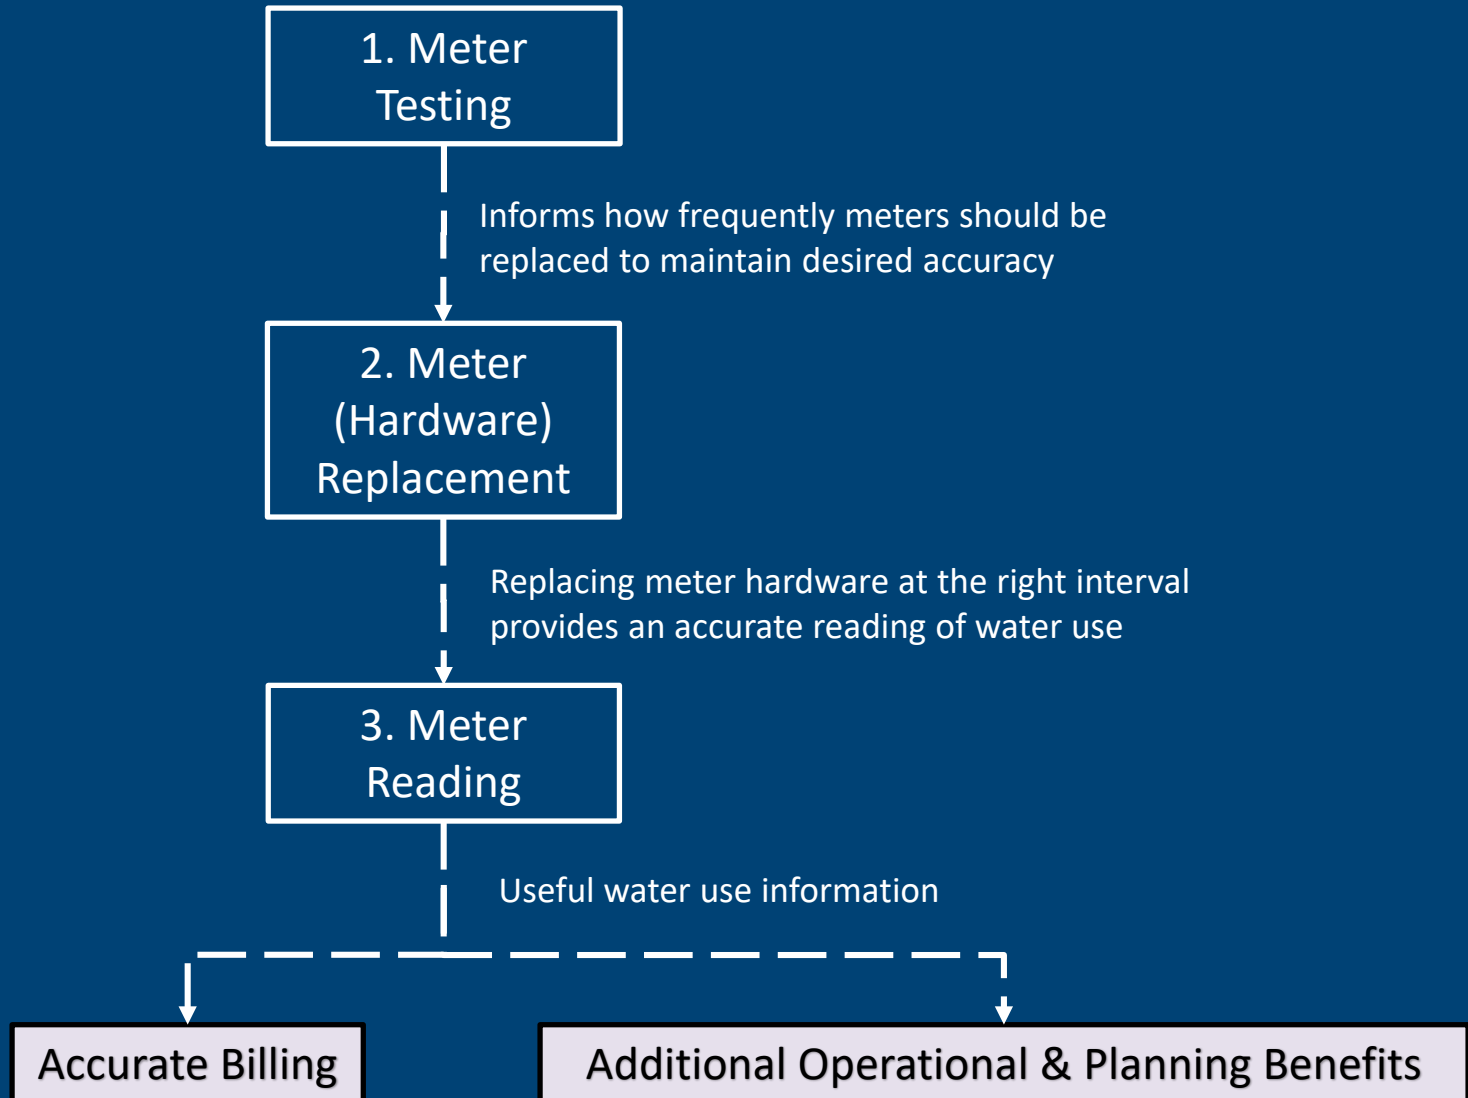 1. Meter
Testing
Informs how frequently meters should be
replaced to maintain desired accuracy
2. Meter
(Hardware)
Replacement
Replacing meter hardware at the right interval
provides an accurate reading of water use
3. Meter
Reading
Useful water use information
Accurate Billing
Additional Operational & Planning Benefits